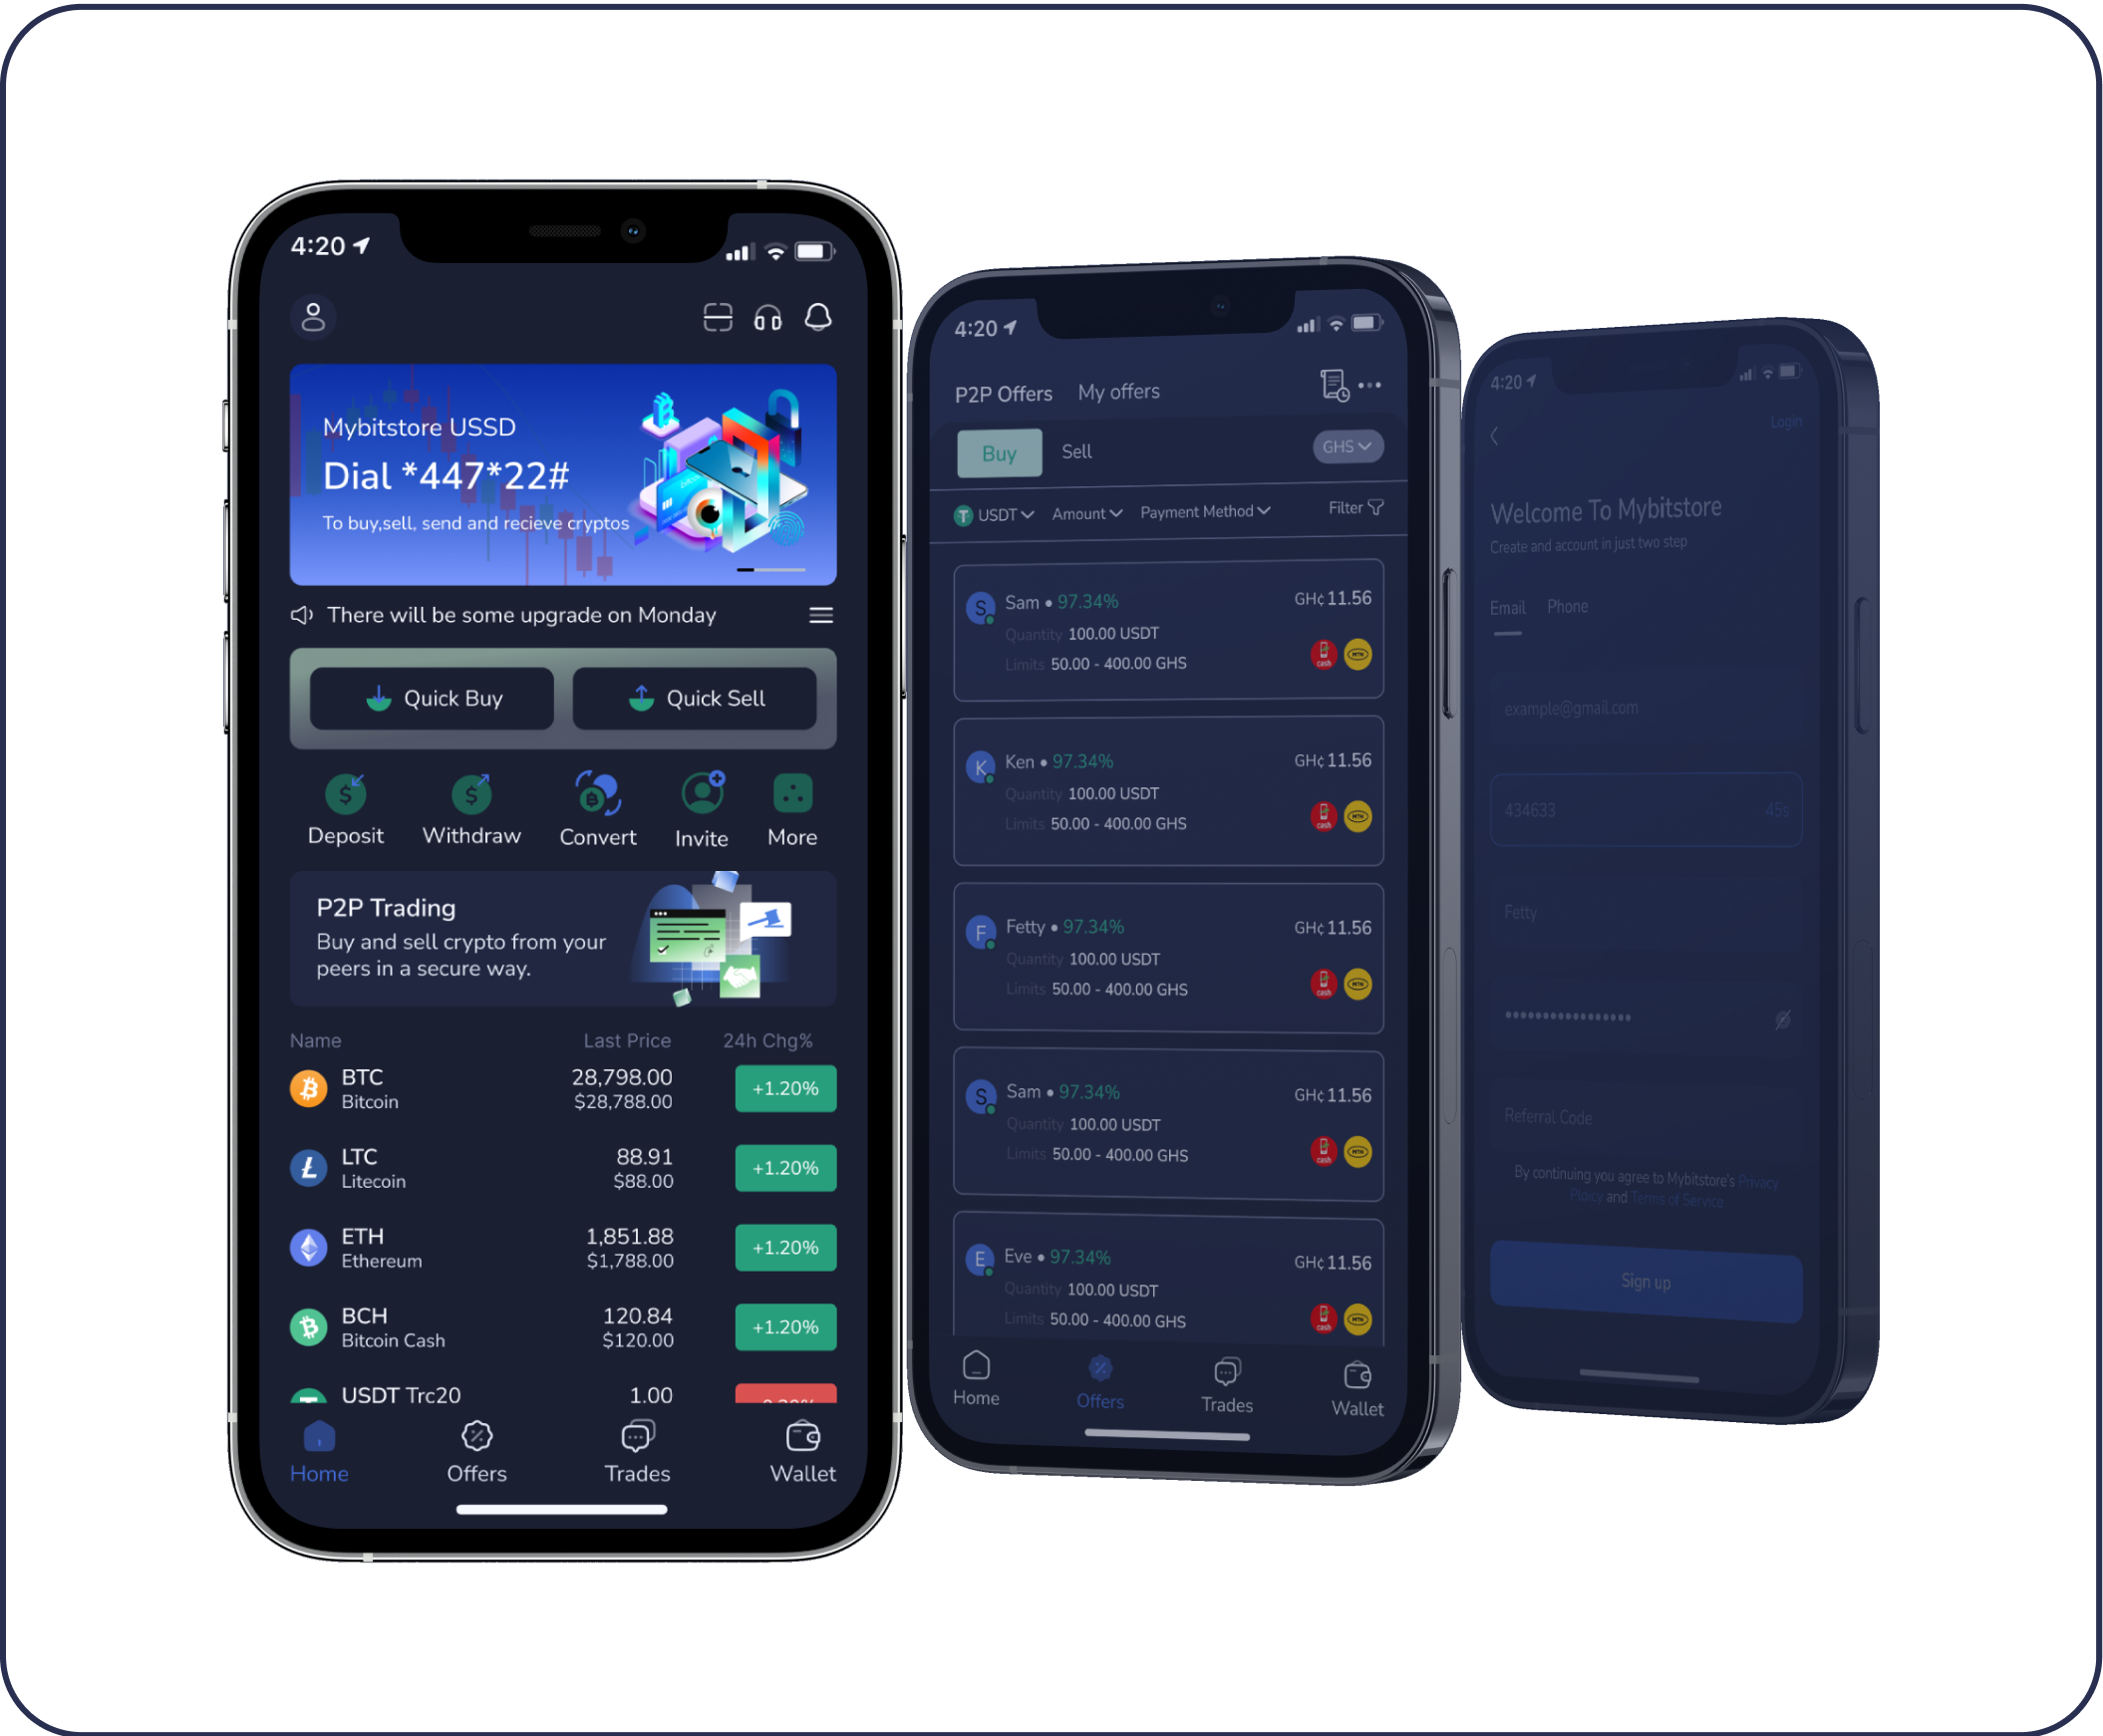 4:20
Mybitstore USSD
Dial *447*22#
To buy,sell, send and recieve cryptos
There will be some upgrade on Monday
Quick Buy
Quick Sell
Deposit
Withdraw
Convert
Invite
More
P2P Trading
Buy and sell crypto from your
peers in a secure way.
Name Last Price 24h Chg%
BTC 28,798.00
Bitcoin $28,788.00
+1.20%
LTC 88.91
Litecoin $88.00
+1.20%
ETH 1,851.88
Ethereum $1,788.00
+1.20%
BCH 120.84
Bitcoin Cash $120.00
+1.20%
USDT Trc20 1.00
Home
Offers
Trades
Wallet
4:20
P2P Offers My offers
Buy Sell GHS
USDT Amount Payment Method Filter
Sam • 97.34% GH¢ 11.56
Quantity 100.00 USDT
Limits 50.00 - 400.00 GHS
cash MTN
Ken • 97.34% GH¢ 11.56
Quantity 100.00 USDT
Limits 50.00 - 400.00 GHS
cash MTN
Fetty • 97.34% GH¢ 11.56
Quantity 100.00 USDT
Limits 50.00 - 400.00 GHS
cash MTN
Sam • 97.34% GH¢ 11.56
Quantity 100.00 USDT
Limits 50.00 - 400.00 GHS
cash MTN
Eve • 97.34% GH¢ 11.56
Quantity 100.00 USDT
Limits 50.00 - 400.00 GHS
cash MTN
Home
Offers
Trades
Wallet
4:20
Login
Welcome To Mybitstore
Create and account in just two step
Email Phone
example@gmail.com
434633 45s
Fetty
Referral Code
By continuing you agree to Mybitstore's Privacy
Ploicy and Terms of Service
Sign up